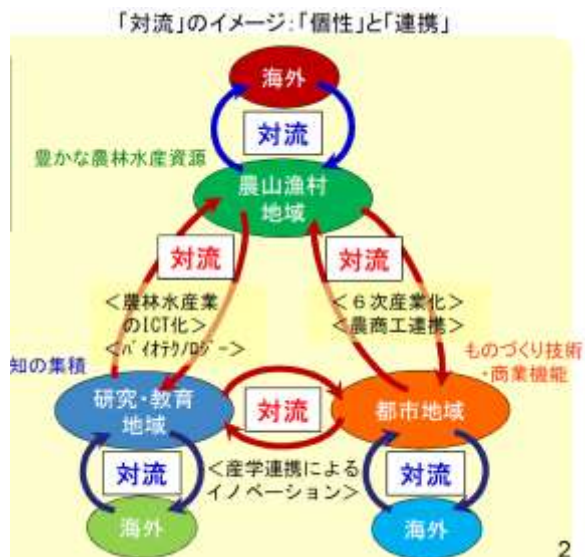 「対流」のイメージ:「個性」と「連携」
海外
対流
豊かな農林水産資源
農山漁村
地域
対流
対流
<農林水産業
のICT化>
<バイオテクノロジー>
<6次産業化>
<農商工連携>
知の集積
ものづくり技術
・商業機能
研究・教育
地域
対流
都市地域
対流
<産学連携による
イノベーション>
対流
海外
海外
2